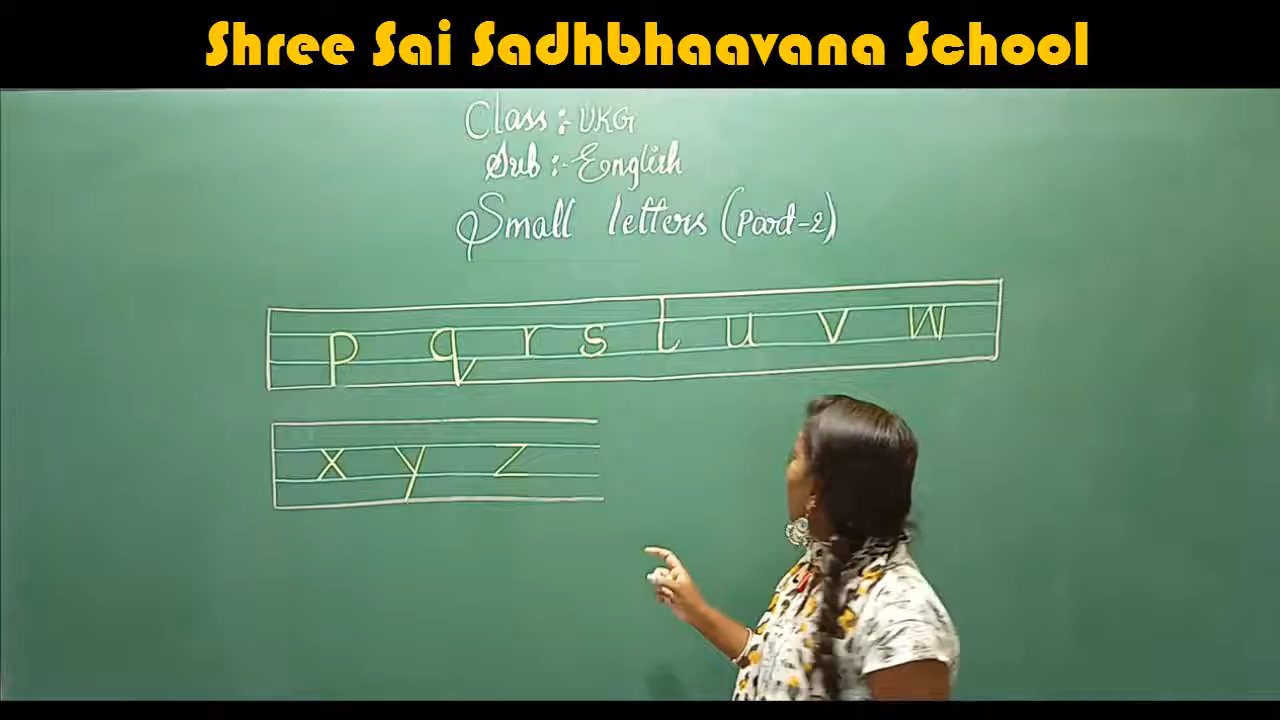 Shree Sai Sadhbhaavana School
Class :- UKG
Sub :- English
Small letters (Part-2)
p q r s t u v w
x y z